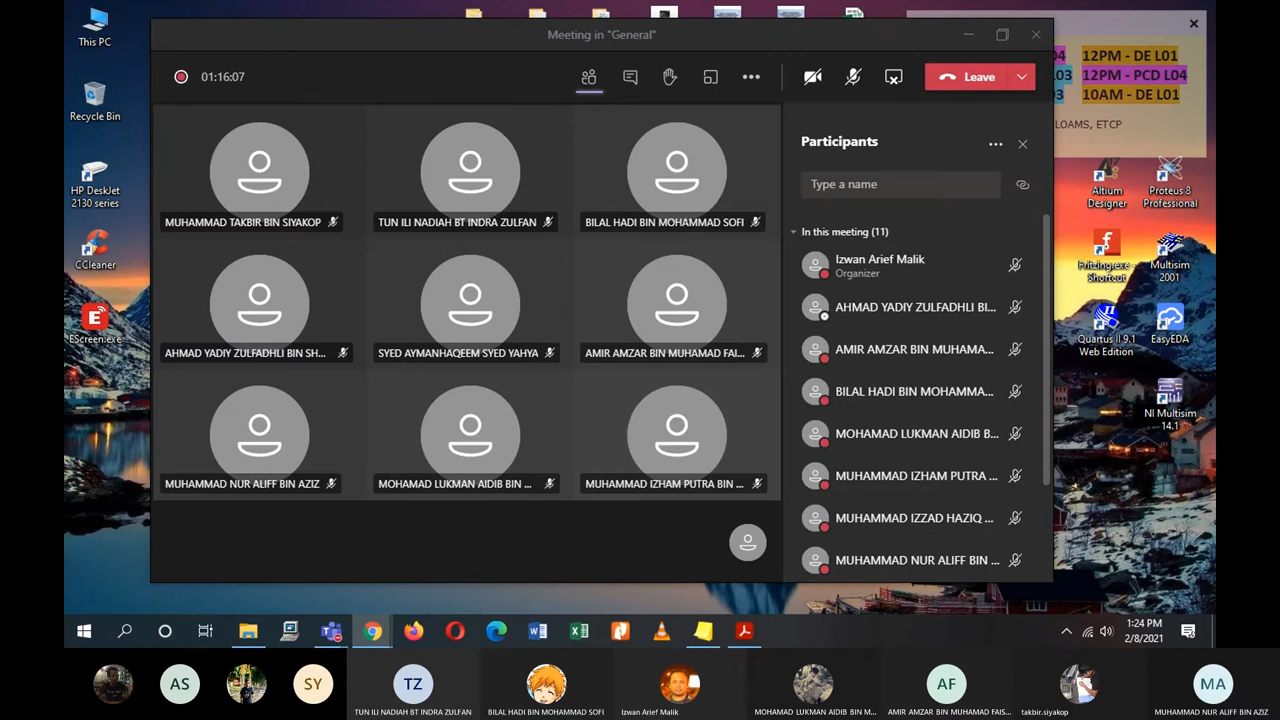 This PC
Recycle Bin
HP DeskJet
2130 series
CCleaner
EScreen.exe
Meeting in "General"
01:16:07
Leave
MUHAMMAD TAKBIR BIN SIYAKOP
TUN ILI NADIAH BT INDRA ZULFAN
BILAL HADI BIN MOHAMMAD SOFI
AHMAD YADIY ZULFADHLI BIN SH...
SYED AYMANHAQEEM SYED YAHYA
AMIR AMZAR BIN MUHAMAD FAI...
MUHAMMAD NUR ALIFF BIN AZIZ
MOHAMAD LUKMAN AIDIB BIN ...
MUHAMMAD IZHAM PUTRA BIN ...
Participants
Type a name
In this meeting (11)
Izwan Arief Malik
Organizer
AHMAD YADIY ZULFADHLI BI...
AMIR AMZAR BIN MUHAMA...
BILAL HADI BIN MOHAMMA...
MOHAMAD LUKMAN AIDIB B...
MUHAMMAD IZHAM PUTRA ...
MUHAMMAD IZZAD HAZIQ ...
MUHAMMAD NUR ALIFF BIN ...
04 12PM - DE L01
L03 12PM - PCD L04
3 10AM - DE L01
LOAMS, ETCP
Altium
Designer
Proteus 8
Professional
Fritzing.exe -
Shortcut
Multisim
2001
Quartus II 9.1
Web Edition
EasyEDA
NI Multisim
14.1
1:24 PM
2/8/2021
AS
SY
TZ
TUN ILI NADIAH BT INDRA ZULFAN
BILAL HADI BIN MOHAMMAD SOFI
Izwan Arief Malik
MOHAMAD LUKMAN AIDIB BIN M...
AF
AMIR AMZAR BIN MUHAMAD FAIS...
takbir.siyakop
MA
MUHAMMAD NUR ALIFF BIN AZIZ